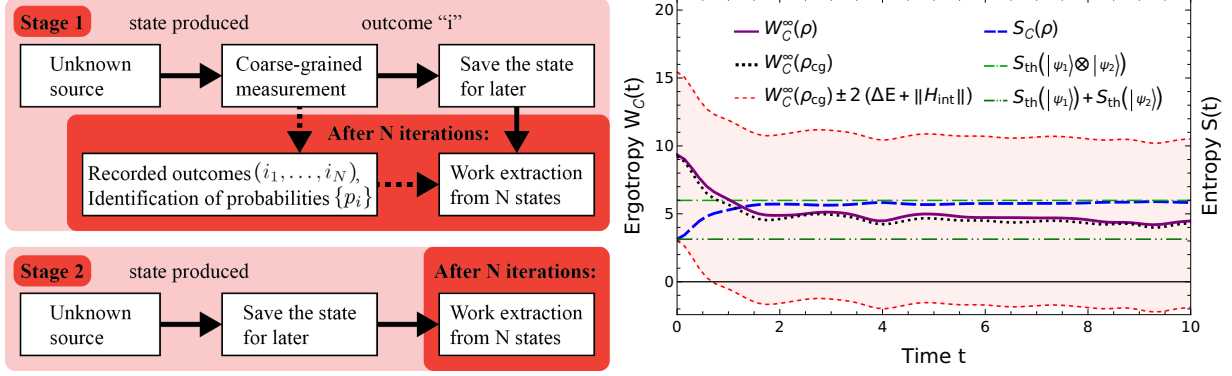 Stage 1 state produced outcome “i”
Unknown source
Coarse-grained measurement
Save the state for later
After N iterations:
Recorded outcomes (i₁, . . . , i_N),
Identification of probabilities {p_i}
Work extraction from N states
Stage 2 state produced
After N iterations:
Unknown source
Save the state for later
Work extraction from N states
Ergotropy W_C(t)
20
15
10
5
0
W_C^∞(ρ)
W_C^∞(ρ_cg)
W_C^∞(ρ_cg) ± 2 (ΔE + ‖H_int‖)
S_C(ρ)
S_th(|ψ₁⟩⊗|ψ₂⟩)
S_th(|ψ₁⟩) + S_th(|ψ₂⟩)
Entropy S(t)
0 2 4 6 8 10
Time t